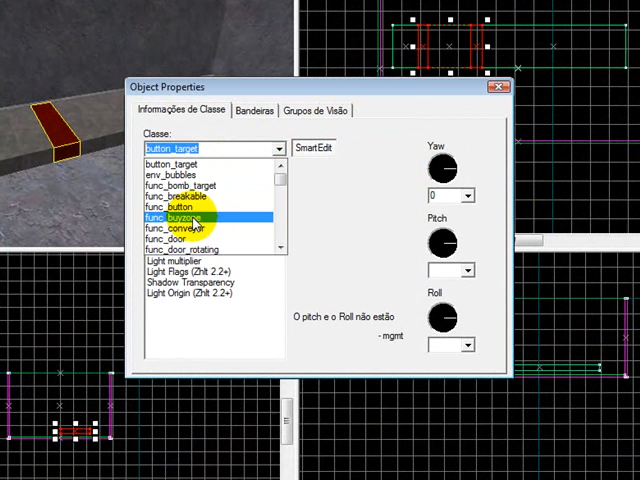 Object Properties
Informações de Classe
Bandeiras
Grupos de Visão
Classe:
button_target
SmartEdit
button_target
env_bubbles
func_bomb_target
func_breakable
func_button
func_buyzone
func_conveyor
func_door
func_door_rotating
Light multiplier
Light Flags (Zhlt 2.2+)
Shadow Transparency
Light Origin (Zhlt 2.2+)
Yaw
0
Pitch
Roll
O pitch e o Roll não estão
- mgmt